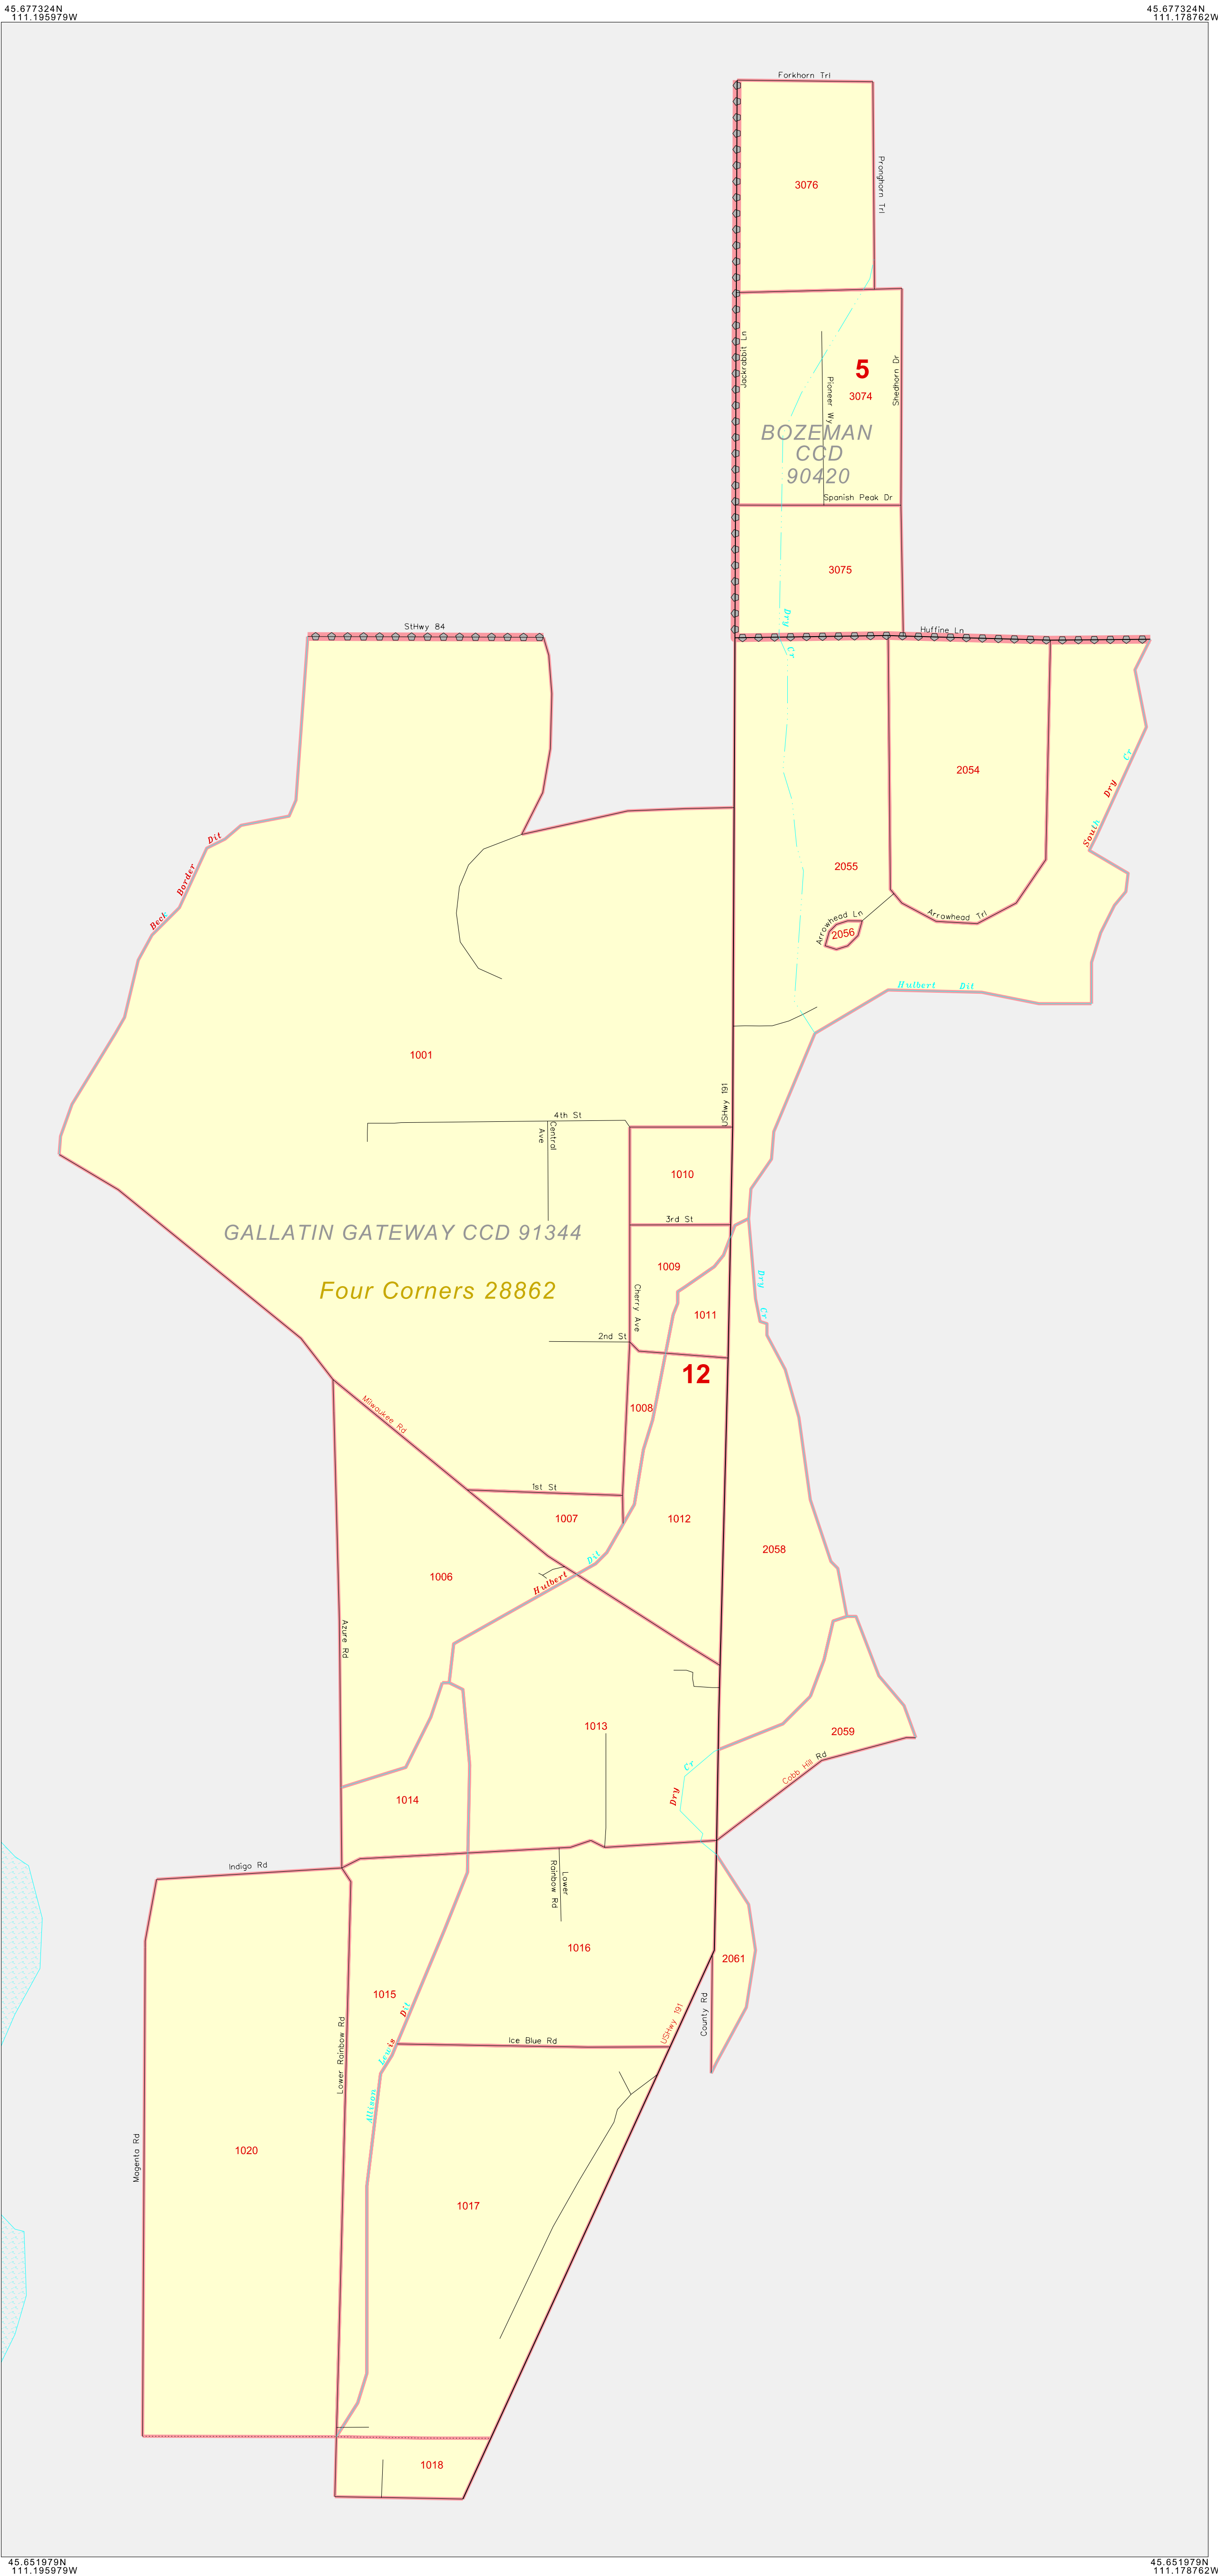 45.677324N
111.195979W
45.677324N
111.178762W
Forkhorn Trl
3076
Pronghorn Trl
Jackrabbit Ln
5
3074
Pioneer Wy
Shedhorn Dr
BOZEMAN
CCD
90420
Spanish Peak Dr
3075
Dry Cr
StHwy 84
Huffine Ln
2054
South Dry Cr
Beck Border Dit
2055
Arrowhead Ln
2056
Arrowhead Trl
Hulbert Dit
1001
USHwy 191
4th St
Central
Ave
1010
3rd St
GALLATIN GATEWAY CCD 91344
1009
Dry Cr
Four Corners 28862
Cherry Ave
1011
2nd St
12
Milwaukee Rd
1008
1st St
1007
1012
2058
1006
Hulbert Dit
Azure Rd
1013
2059
Dry Cr
Cobb Hill Rd
1014
Indigo Rd
Lower
Rainbow Rd
1016
2061
1015
Lower Rainbow Rd
Allison Lewis Dit
Ice Blue Rd
USHwy 191
County Rd
Magenta Rd
1020
1017
1018
45.651979N
111.195979W
45.651979N
111.178762W